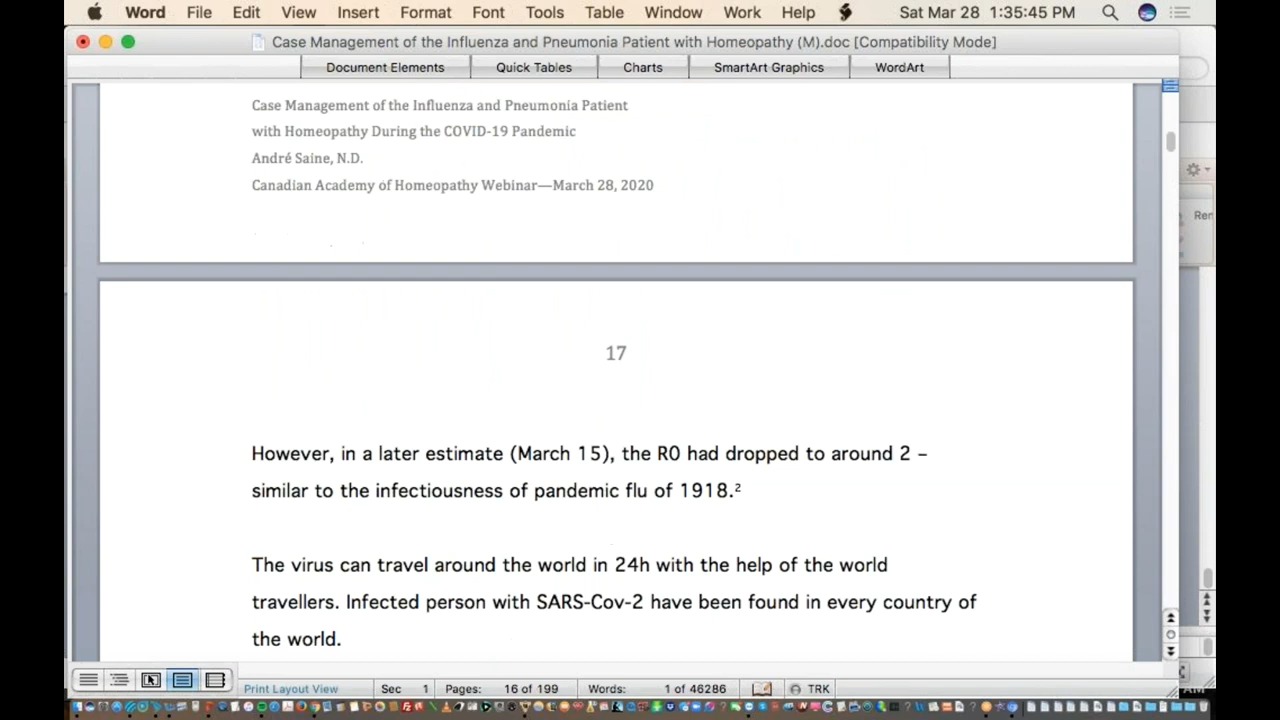 Word File Edit View Insert Format Font Tools Table Window Work Help Sat Mar 28 1:35:45 PM
Case Management of the Influenza and Pneumonia Patient with Homeopathy (M).doc [Compatibility Mode]
Document Elements Quick Tables Charts SmartArt Graphics WordArt
Case Management of the Influenza and Pneumonia Patient
with Homeopathy During the COVID-19 Pandemic
André Saine, N.D.
Canadian Academy of Homeopathy Webinar—March 28, 2020
17
However, in a later estimate (March 15), the R0 had dropped to around 2 –
similar to the infectiousness of pandemic flu of 1918.²
The virus can travel around the world in 24h with the help of the world
travellers. Infected person with SARS-Cov-2 have been found in every country of
the world.
Print Layout View Sec 1 Pages: 16 of 199 Words: 1 of 46286 TRK